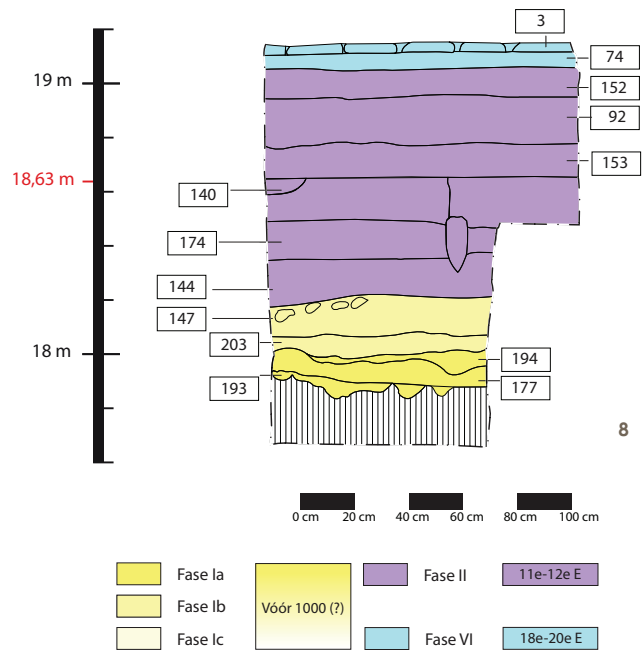 3
74
19 m
152
92
153
18,63 m
140
174
144
147
203
18 m
194
193
177
8
0 cm 20 cm 40 cm 60 cm 80 cm 100 cm
Fase Ia
Fase Ib
Fase Ic
Vóór 1000 (?)
Fase II
11e-12e E
Fase VI
18e-20e E